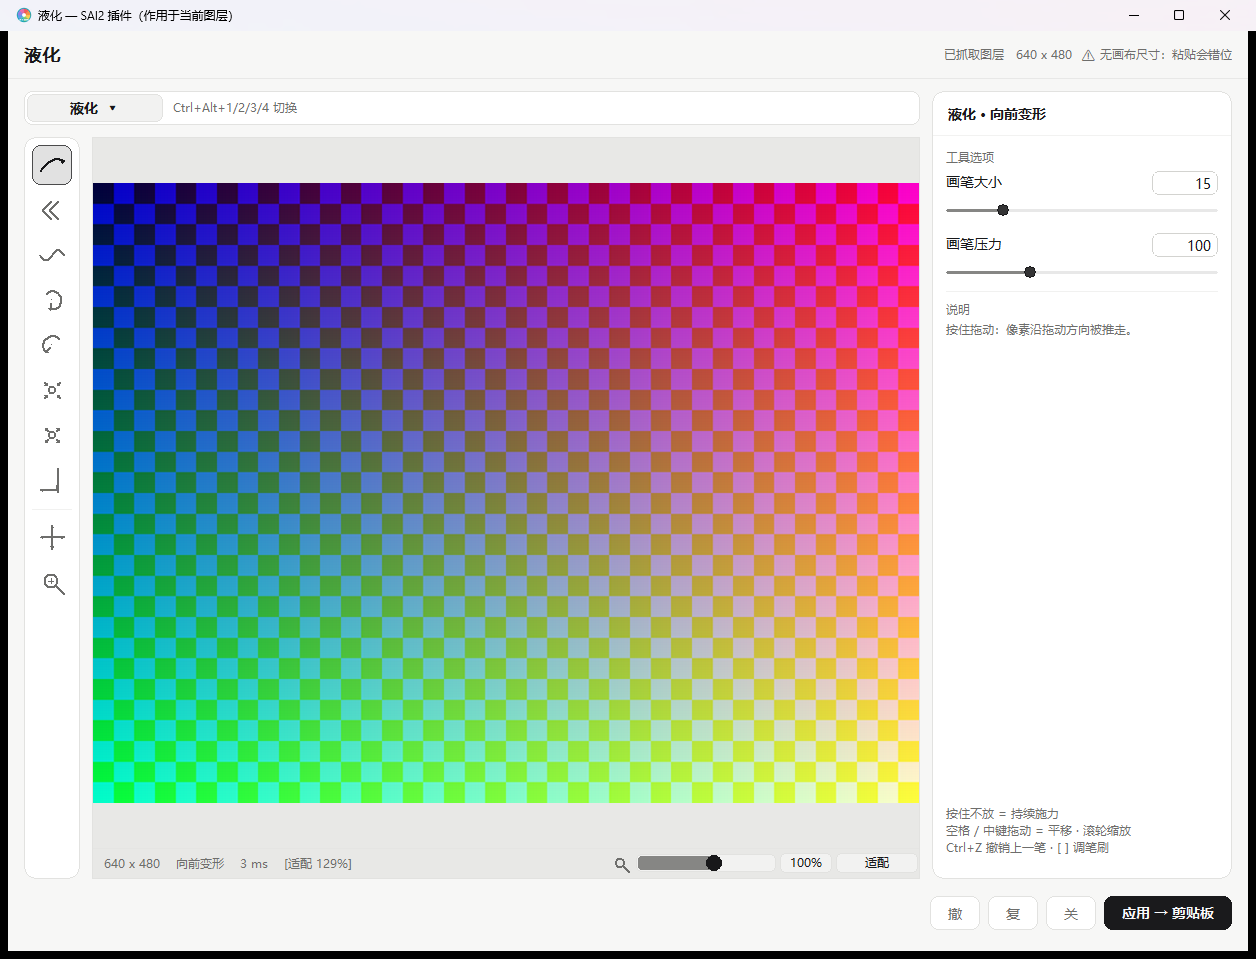 液化 — SAI2 插件（作用于当前图层）
液化
已抓取图层 640 x 480 ⚠ 无画布尺寸：粘贴会错位
液化 ▼
Ctrl+Alt+1/2/3/4 切换
液化 • 向前变形
工具选项
画笔大小 15
画笔压力 100
说明
按住拖动：像素沿拖动方向被推走。
按住不放 = 持续施力
空格 / 中键拖动 = 平移 · 滚轮缩放
Ctrl+Z 撤销上一笔 · [ ] 调笔刷
640 x 480 向前变形 3 ms [适配 129%]
100% 适配
撤 复 关 应用 → 剪贴板